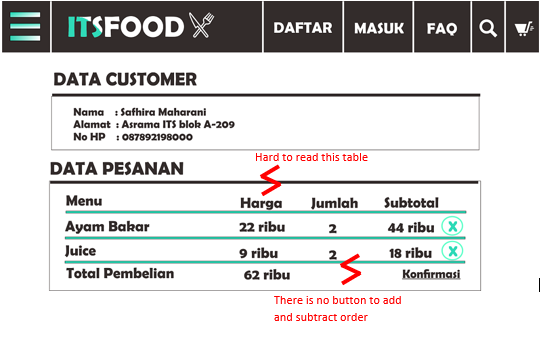 ITSFOOD DAFTAR MASUK FAQ
DATA CUSTOMER
Nama : Safhira Maharani
Alamat : Asrama ITS blok A-209
No HP : 087892198000
DATA PESANAN
Hard to read this table
Menu Harga Jumlah Subtotal
Ayam Bakar 22 ribu 2 44 ribu X
Juice 9 ribu 2 18 ribu X
Total Pembelian 62 ribu Konfirmasi
There is no button to add
and subtract order